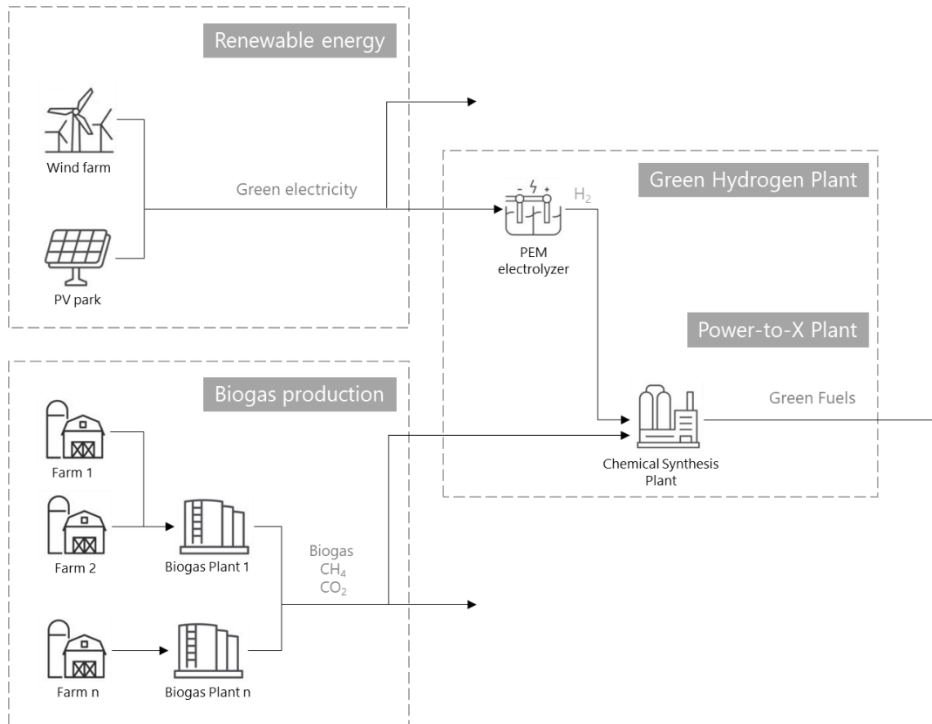 Renewable energy
Wind farm
Green electricity
PV park
Green Hydrogen Plant
- +
H₂
PEM
electrolyzer
Power-to-X Plant
Green Fuels
Chemical Synthesis
Plant
Biogas production
Farm 1
Farm 2
Biogas Plant 1
Biogas
CH₄
CO₂
Farm n
Biogas Plant n